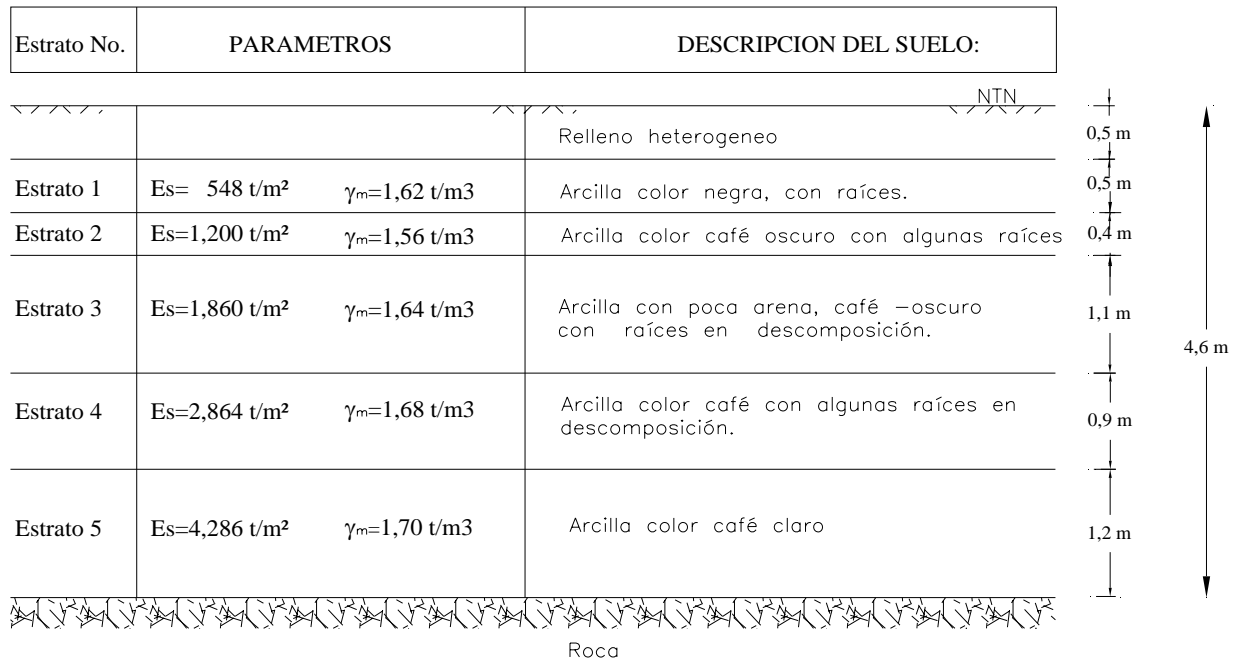 Estrato No. PARAMETROS DESCRIPCION DEL SUELO:
NTN
Relleno heterogeneo 0,5 m
Estrato 1 Es= 548 t/m² γm=1,62 t/m3 Arcilla color negra, con raíces. 0,5 m
Estrato 2 Es=1,200 t/m² γm=1,56 t/m3 Arcilla color café oscuro con algunas raíces 0,4 m
Estrato 3 Es=1,860 t/m² γm=1,64 t/m3 Arcilla con poca arena, café –oscuro
con raíces en descomposición.
1,1 m
4,6 m
Estrato 4 Es=2,864 t/m² γm=1,68 t/m3 Arcilla color café con algunas raíces en
descomposición.
0,9 m
Estrato 5 Es=4,286 t/m² γm=1,70 t/m3 Arcilla color café claro 1,2 m
Roca